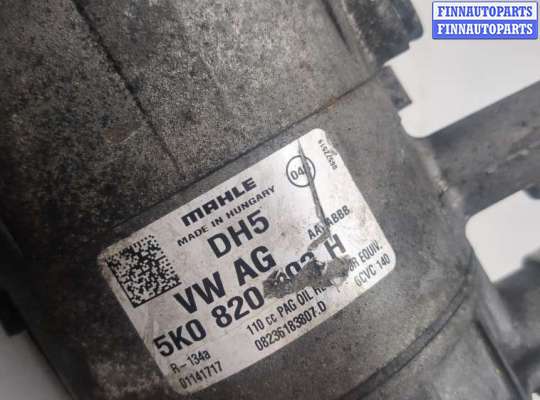 FINNAUTOPARTS
FINNAUTOPARTS
MAHLE
MADE IN HUNGARY
04
DH5
VW AG
5K0 820 H
110 cc PAG OIL EQUIV.
R-134a
6CVC 140
01141717
08236183807.D